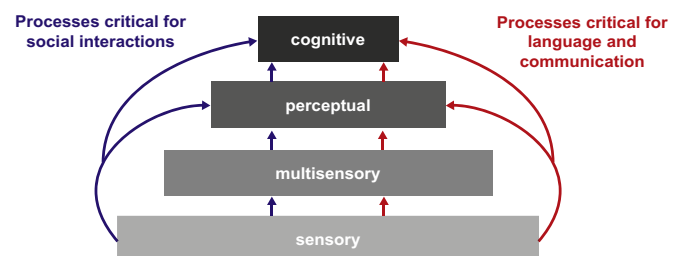 Processes critical for
social interactions
cognitive
Processes critical for
language and
communication
perceptual
multisensory
sensory